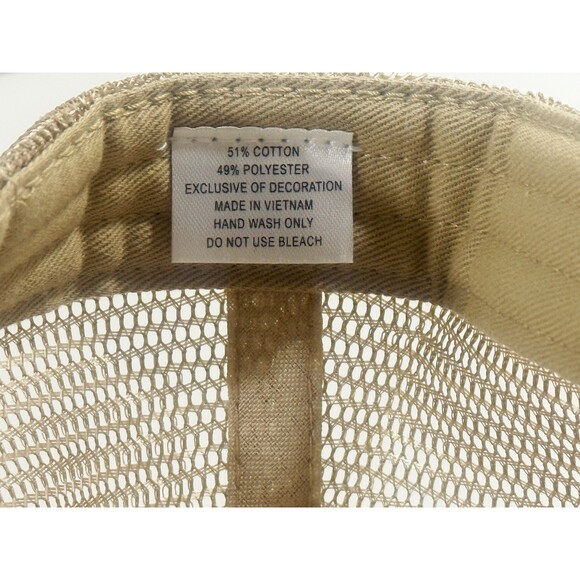 51% COTTON
49% POLYESTER
EXCLUSIVE OF DECORATION
MADE IN VIETNAM
HAND WASH ONLY
DO NOT USE BLEACH